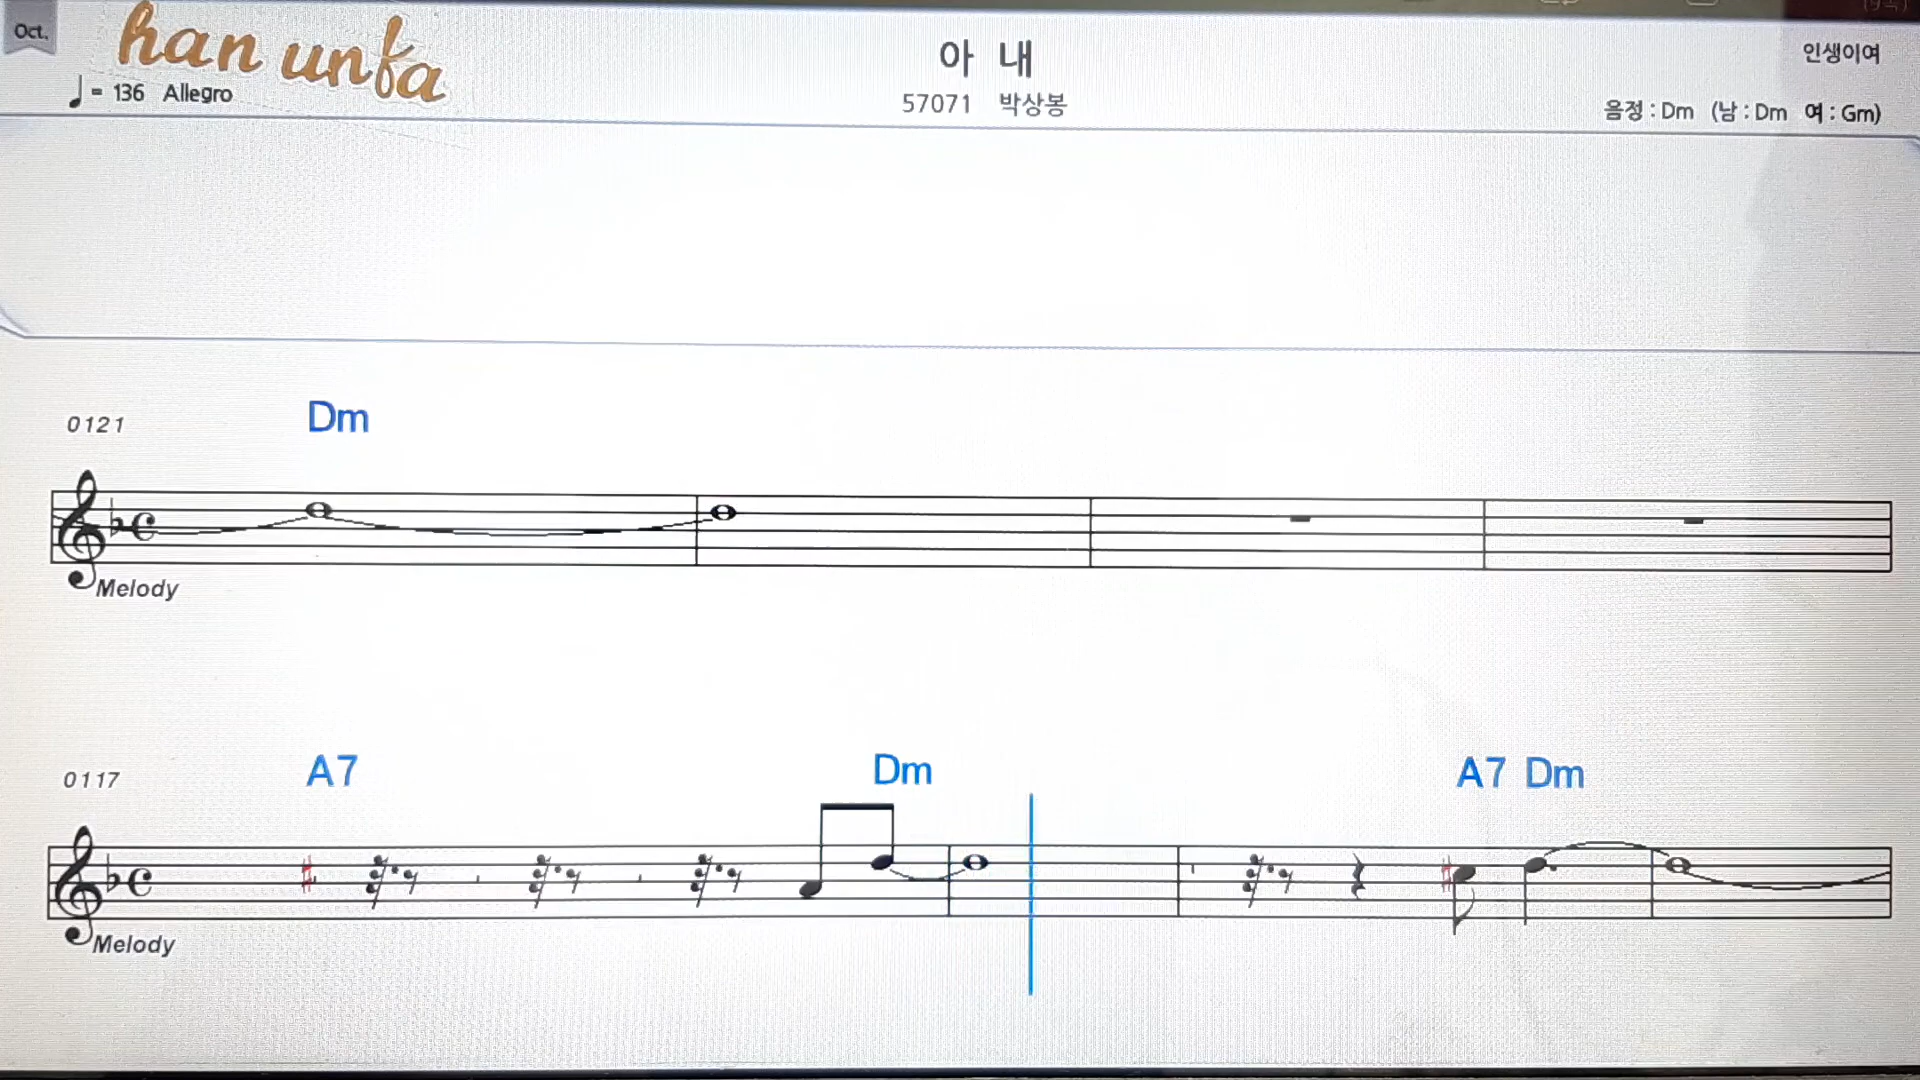 Oct.
han unfa
= 136 Allegro
아 내
57071 박상봉
인생이여
음정 : Dm (남 : Dm 여 : Gm)
0121
Dm
Melody
0117
A7 Dm A7 Dm
Melody